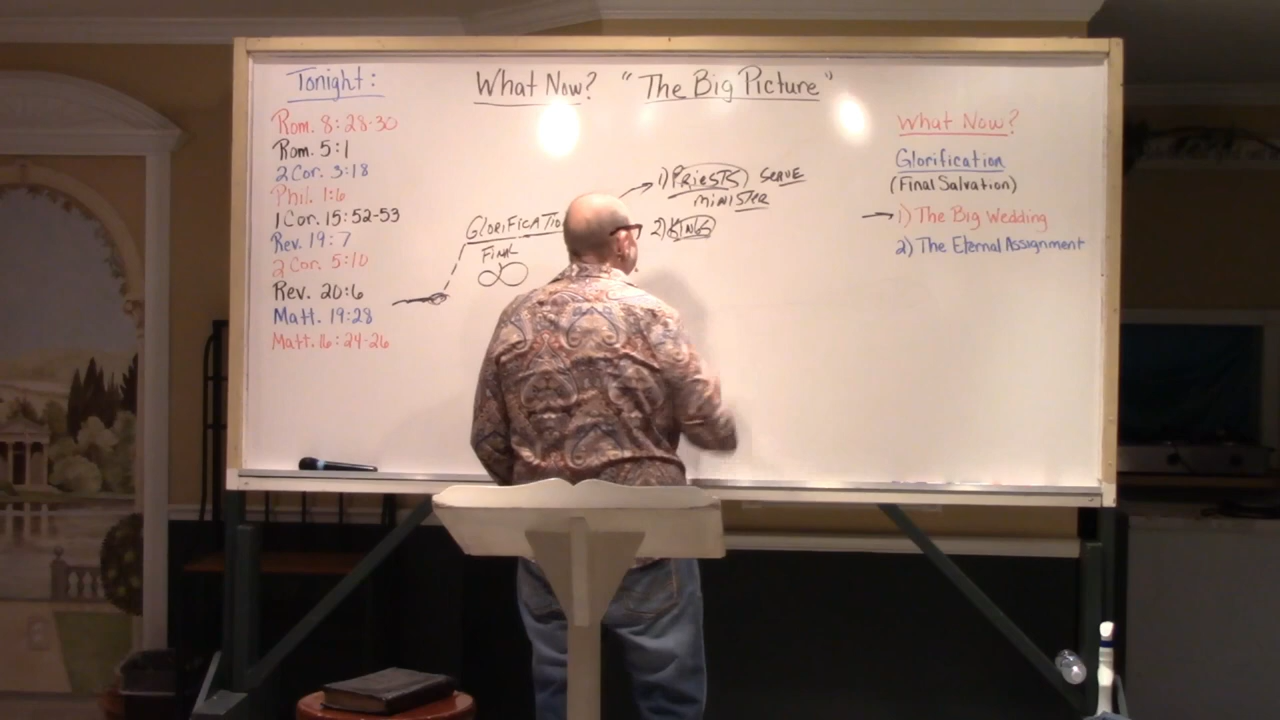 Tonight:
Rom. 8:28-30
Rom. 5:1
2 Cor. 3:18
Phil. 1:6
1 Cor. 15:52-53
Rev. 19:7
2 Cor. 5:10
Rev. 20:6
Matt. 19:28
Matt. 16:24-26
What Now? "The Big Picture"
GLORIFICATIO
FINAL
1) PRIESTS SERVE
MINISTER
2) KINGS
What Now?
Glorification
(Final Salvation)
1) The Big Wedding
2) The Eternal Assignment